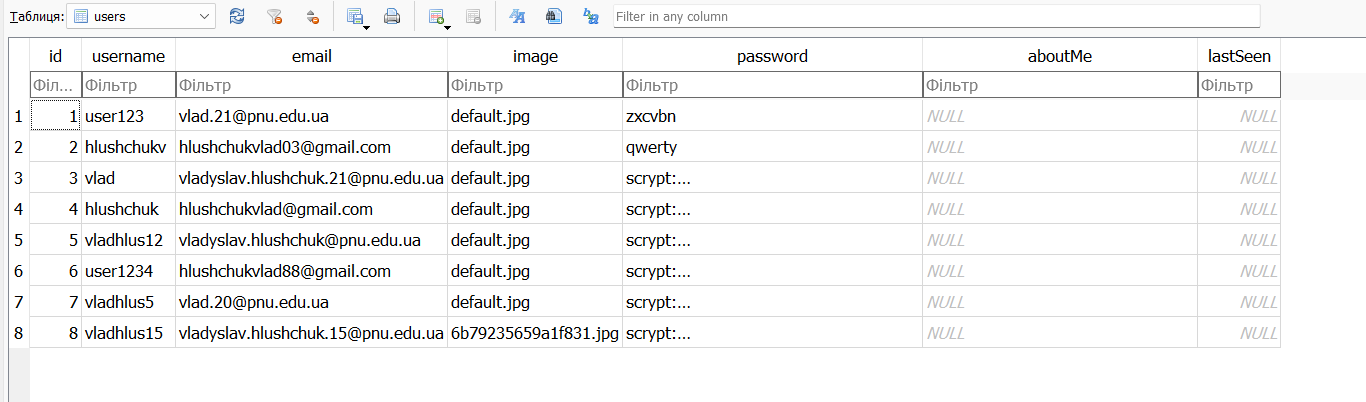 Таблиця: users Filter in any column
id username email image password aboutMe lastSeen
Філ... Фільтр Фільтр Фільтр Фільтр Фільтр Фільтр
1 1 user123 vlad.21@pnu.edu.ua default.jpg zxcvbn NULL NULL
2 2 hlushchukv hlushchukvlad03@gmail.com default.jpg qwerty NULL NULL
3 3 vlad vladyslav.hlushchuk.21@pnu.edu.ua default.jpg scrypt:... NULL NULL
4 4 hlushchuk hlushchukvlad@gmail.com default.jpg scrypt:... NULL NULL
5 5 vladhlus12 vladyslav.hlushchuk@pnu.edu.ua default.jpg scrypt:... NULL NULL
6 6 user1234 hlushchukvlad88@gmail.com default.jpg scrypt:... NULL NULL
7 7 vladhlus5 vlad.20@pnu.edu.ua default.jpg scrypt:... NULL NULL
8 8 vladhlus15 vladyslav.hlushchuk.15@pnu.edu.ua 6b79235659a1f831.jpg scrypt:... NULL NULL